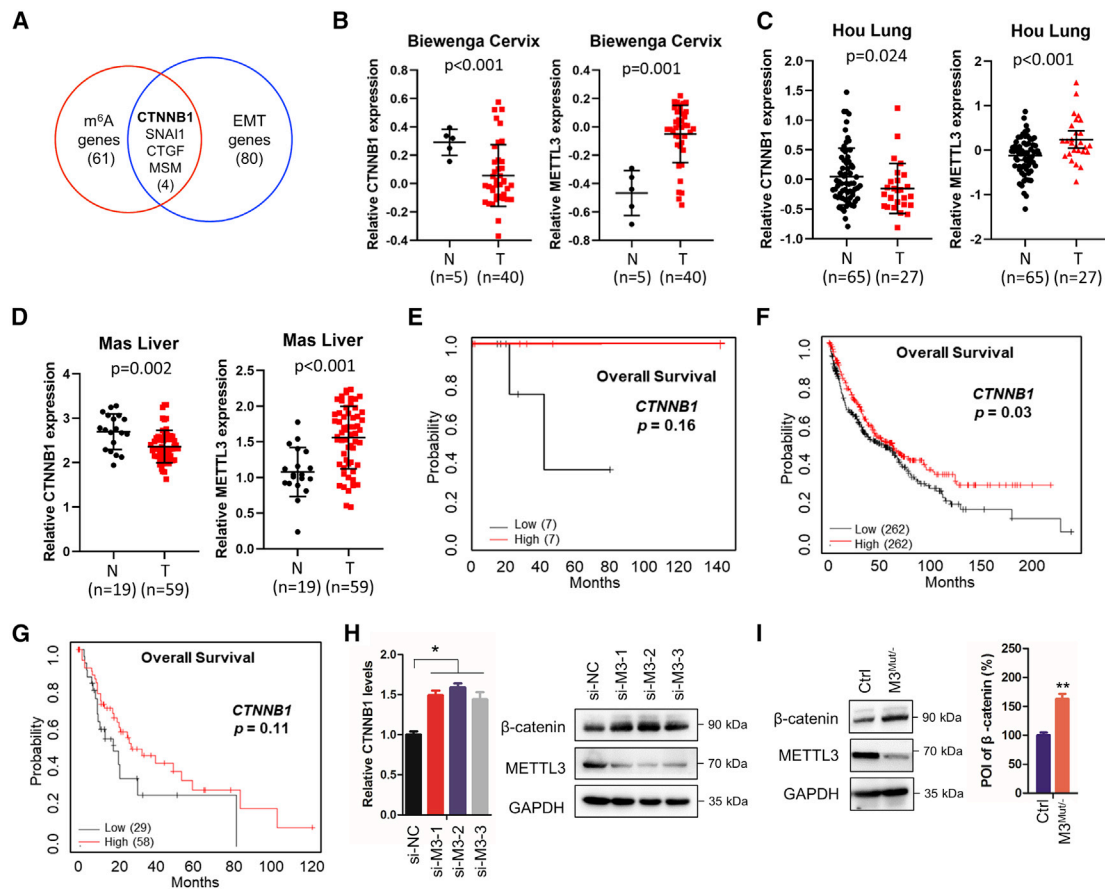 A
m⁶A
genes
(61)
CTNNB1
SNAI1
CTGF
MSM
(4)
EMT
genes
(80)
B
Biewenga Cervix
p<0.001
Relative CTNNB1 expression
0.8
0.6
0.4
0.2
0.0
-0.2
-0.4
N
T
(n=5) (n=40)
Biewenga Cervix
p=0.001
Relative METTL3 expression
0.4
0.2
0.0
-0.2
-0.4
-0.6
-0.8
N
T
(n=5) (n=40)
C
Hou Lung
p=0.024
Relative CTNNB1 expression
2.0
1.5
1.0
0.5
0.0
-0.5
-1.0
N
T
(n=65) (n=27)
Hou Lung
p<0.001
Relative METTL3 expression
2
1
0
-1
-2
N
T
(n=65) (n=27)
D
Mas Liver
p=0.002
Relative CTNNB1 expression
4
3
2
1
0
N
T
(n=19) (n=59)
Mas Liver
p<0.001
Relative METTL3 expression
2.5
2.0
1.5
1.0
0.5
0.0
N
T
(n=19) (n=59)
E
Overall Survival
CTNNB1
p = 0.16
Probability
1.0
0.8
0.6
0.4
0.2
0.0
Low (7)
High (7)
0 20 40 60 80 100 140
Months
F
Overall Survival
CTNNB1
p = 0.03
Probability
1.0
0.8
0.6
0.4
0.2
0.0
Low (262)
High (262)
0 50 100 150 200
Months
G
Overall Survival
CTNNB1
p = 0.11
Probability
1.0
0.8
0.6
0.4
0.2
0.0
Low (29)
High (58)
0 20 40 60 80 100 120
Months
H
*
Relative CTNNB1 levels
2.0
1.5
1.0
0.5
0.0
si-NC
si-M3-1
si-M3-2
si-M3-3
si-NC
si-M3-1
si-M3-2
si-M3-3
β-catenin
90 kDa
METTL3
70 kDa
GAPDH
35 kDa
I
Ctrl
M3Mut/-
β-catenin
90 kDa
METTL3
70 kDa
GAPDH
35 kDa
POI of β -catenin (%)
250
200
150
100
50
0
**
Ctrl
M3Mut/-